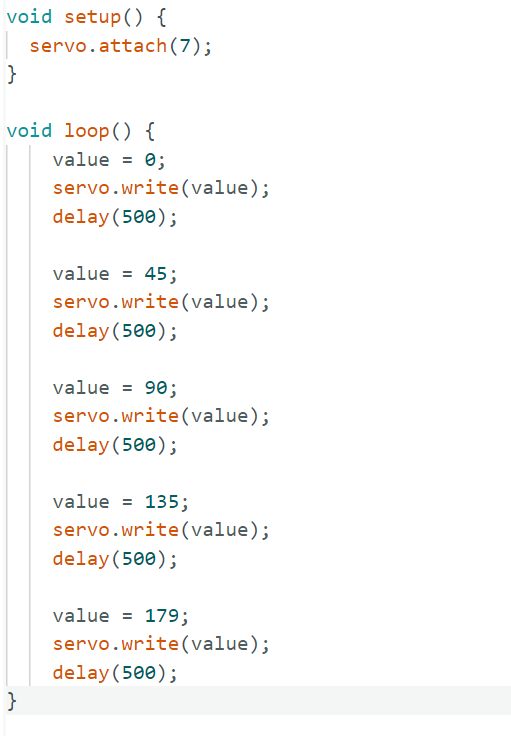 void setup() {
  servo.attach(7);
}

void loop() {
    value = 0;
    servo.write(value);
    delay(500);

    value = 45;
    servo.write(value);
    delay(500);

    value = 90;
    servo.write(value);
    delay(500);

    value = 135;
    servo.write(value);
    delay(500);

    value = 179;
    servo.write(value);
    delay(500);
}